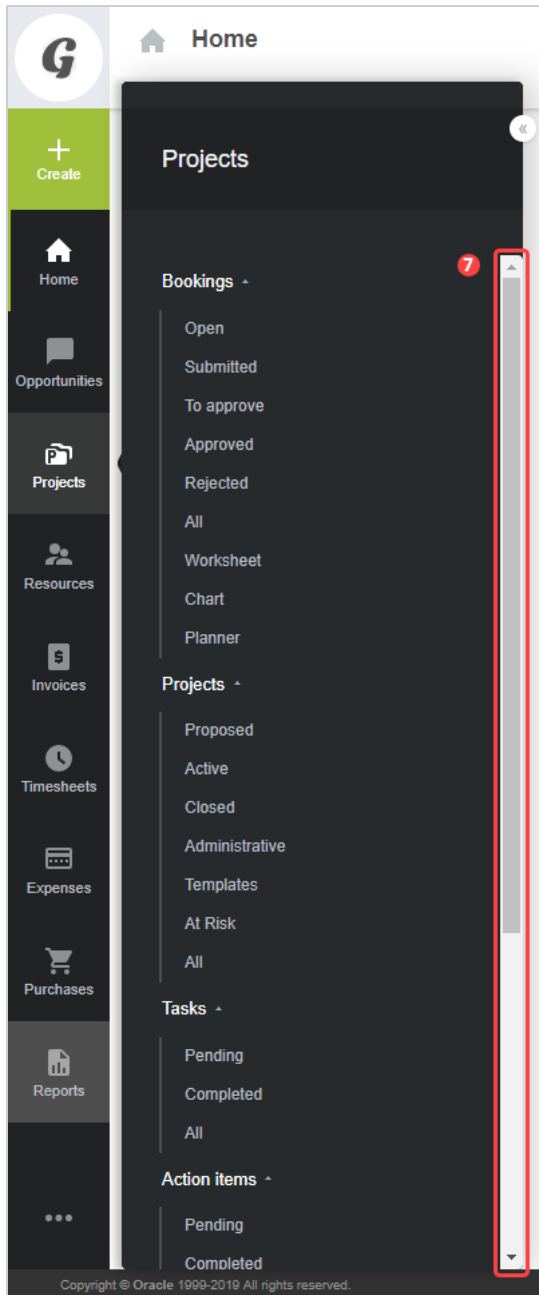 G
Home
Create
Home
Opportunities
Projects
Resources
Invoices
Timesheets
Expenses
Purchases
Reports
Projects
«
7
Bookings
Open
Submitted
To approve
Approved
Rejected
All
Worksheet
Chart
Planner
Projects
Proposed
Active
Closed
Administrative
Templates
At Risk
All
Tasks
Pending
Completed
All
Action items
Pending
Completed
Copyright © Oracle 1999-2019 All rights reserved.